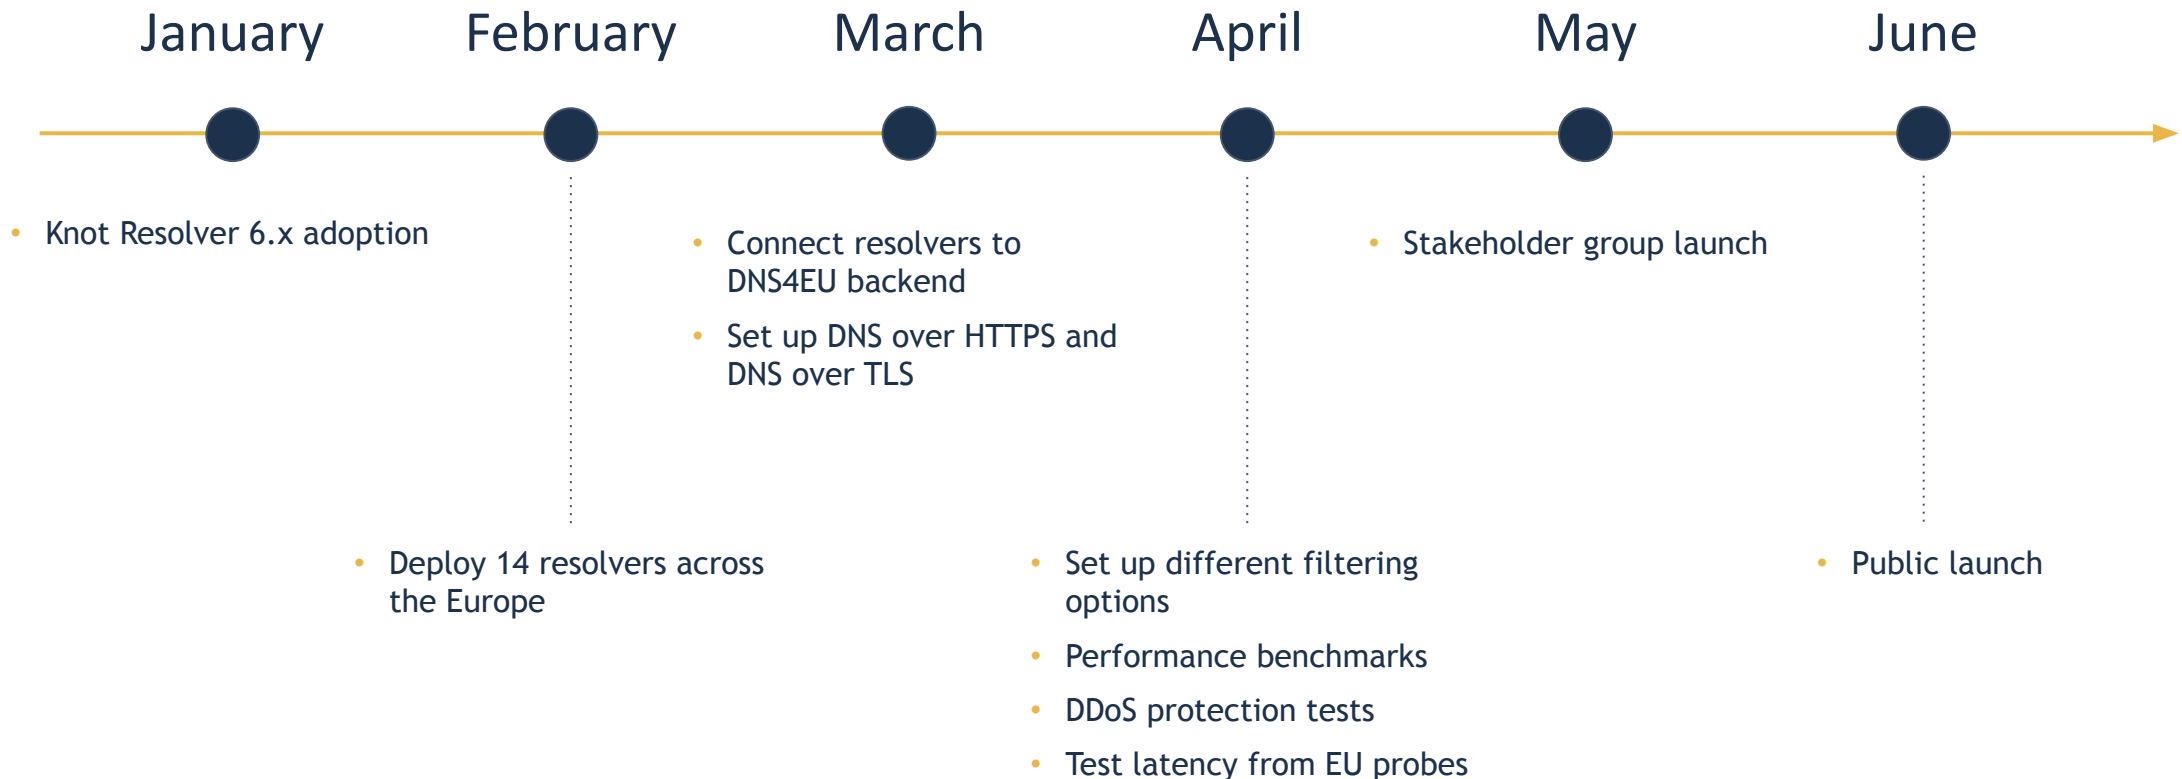 January
February
March
April
May
June
• Knot Resolver 6.x adoption
• Deploy 14 resolvers across
the Europe
• Connect resolvers to
DNS4EU backend
• Set up DNS over HTTPS and
DNS over TLS
• Set up different filtering
options
• Performance benchmarks
• DDoS protection tests
• Test latency from EU probes
• Stakeholder group launch
• Public launch